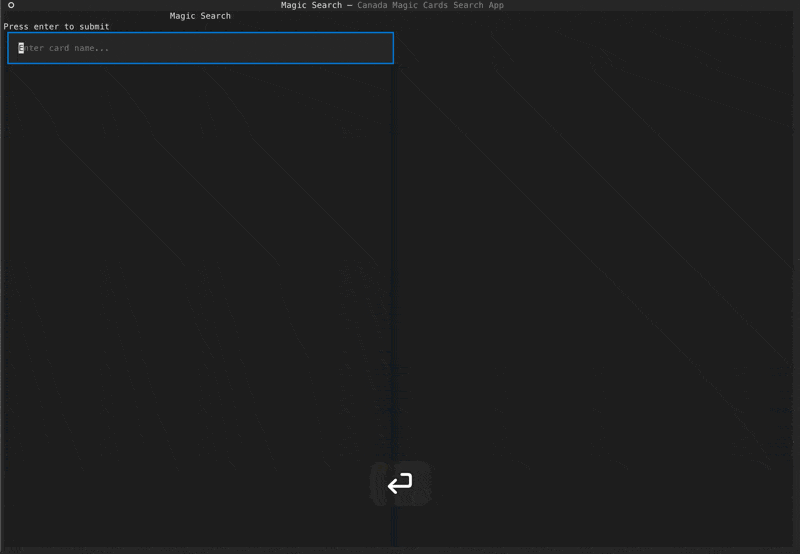 Magic Search — Canada Magic Cards Search App
Magic Search
Press enter to submit
Enter card name...